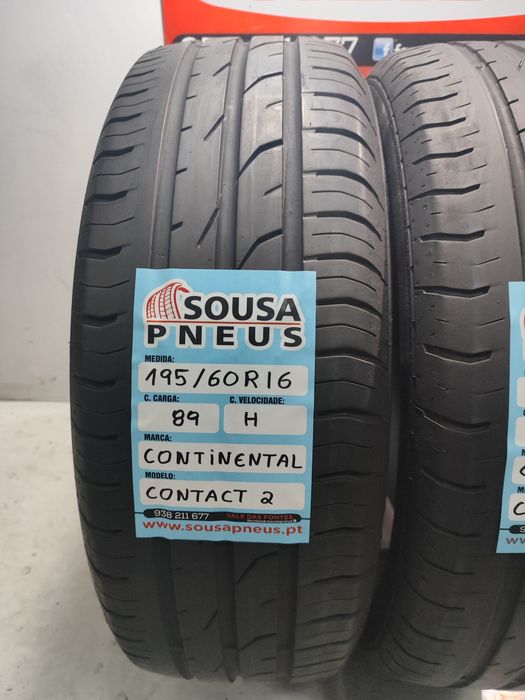 SOUSA
PNEUS
MEDIDA:
195/60R16
C. CARGA: C. VELOCIDADE:
89 H
MARCA:
CONTINENTAL
MODELO:
CONTACT 2
938 211 677 VALE DAS FONTES
www.sousapneus.pt